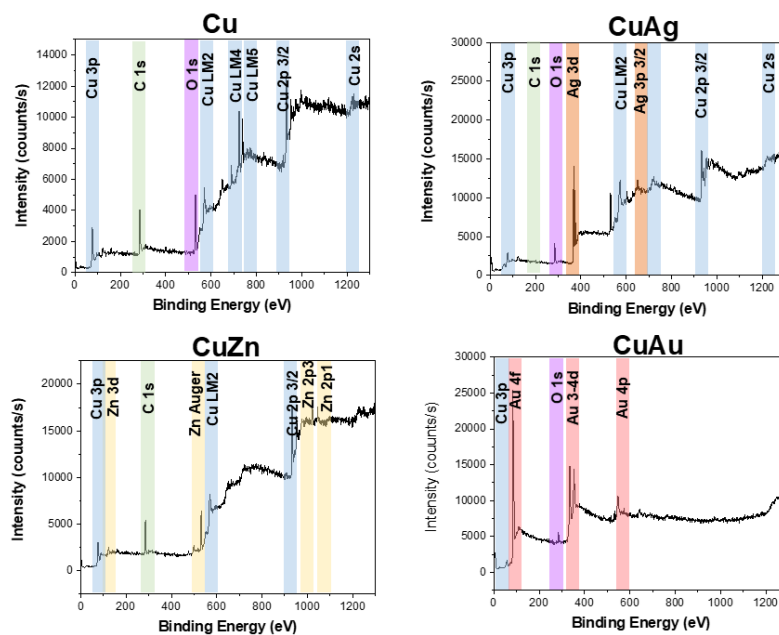 Cu
Intensity (couunts/s)
14000
12000
10000
8000
6000
4000
2000
0
Cu 3p
C 1s
O 1s
Cu LM2
Cu LM4
Cu LM5
Cu 2p 3/2
Cu 2s
0 200 400 600 800 1000 1200
Binding Energy (eV)
CuAg
Intensity (couunts/s)
30000
25000
20000
15000
10000
5000
0
Cu 3p
C 1s
O 1s
Ag 3d
Cu LM2
Ag 3p 3/2
Cu 2p 3/2
Cu 2s
0 200 400 600 800 1000 1200
Binding Energy (eV)
CuZn
Intensity (couunts/s)
20000
15000
10000
5000
0
Cu 3p
Zn 3d
C 1s
Zn Auger
Cu LM2
Cu 2p 3/2
Zn 2p3
Zn 2p1
0 200 400 600 800 1000 1200
Binding Energy (eV)
CuAu
Intensity (couunts/s)
30000
25000
20000
15000
10000
5000
0
Cu 3p
Au 4f
O 1s
Au 3-4d
Au 4p
0 200 400 600 800 1000 1200
Binding Energy (eV)